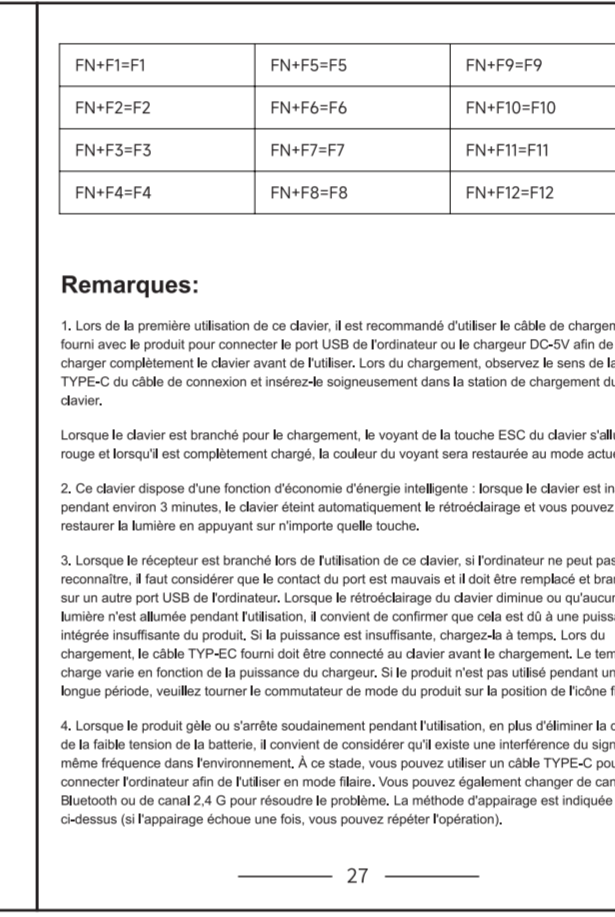 FN+F1=F1 FN+F5=F5 FN+F9=F9
FN+F2=F2 FN+F6=F6 FN+F10=F10
FN+F3=F3 FN+F7=F7 FN+F11=F11
FN+F4=F4 FN+F8=F8 FN+F12=F12
Remarques:
1. Lors de la première utilisation de ce clavier, il est recommandé d'utiliser le câble de
fourni avec le produit pour connecter le port USB de l'ordinateur ou le chargeur DC-5V afin de
charger complètement le clavier avant de l'utiliser. Lors du chargement, observez le sens de
TYPE-C du câble de connexion et insérez-le soigneusement dans la station de chargement du
clavier.
Lorsque le clavier est branché pour le chargement, le voyant de la touche ESC du clavier
rouge et lorsqu'il est complètement chargé, la couleur du voyant sera restaurée au mode
2. Ce clavier dispose d'une fonction d'économie d'énergie intelligente : lorsque le clavier est
pendant environ 3 minutes, le clavier éteint automatiquement le rétroéclairage et vous pouvez
restaurer la lumière en appuyant sur n'importe quelle touche.
3. Lorsque le récepteur est branché lors de l'utilisation de ce clavier, si l'ordinateur ne peut pas
reconnaître, il faut considérer que le contact du port est mauvais et il doit être remplacé et
sur un autre port USB de l'ordinateur. Lorsque le rétroéclairage du clavier diminue ou
lumière n'est allumée pendant l'utilisation, il convient de confirmer que cela est dû à une
intégrée insuffisante du produit. Si la puissance est insuffisante, chargez-la à temps. Lors du
chargement, le câble TYP-EC fourni doit être connecté au clavier avant le chargement. Le
charge varie en fonction de la puissance du chargeur. Si le produit n'est pas utilisé pendant
longue période, veuillez tourner le commutateur de mode du produit sur la position de l'icône
4. Lorsque le produit gèle ou s'arrête soudainement pendant l'utilisation, en plus d'éliminer la
de la faible tension de la batterie, il convient de considérer qu'il existe une interférence du
même fréquence dans l'environnement. À ce stade, vous pouvez utiliser un câble TYPE-C
connecter l'ordinateur afin de l'utiliser en mode filaire. Vous pouvez également changer de
Bluetooth ou de canal 2,4 G pour résoudre le problème. La méthode d'appairage est indiquée
ci-dessus (si l'appairage échoue une fois, vous pouvez répéter l'opération).
27